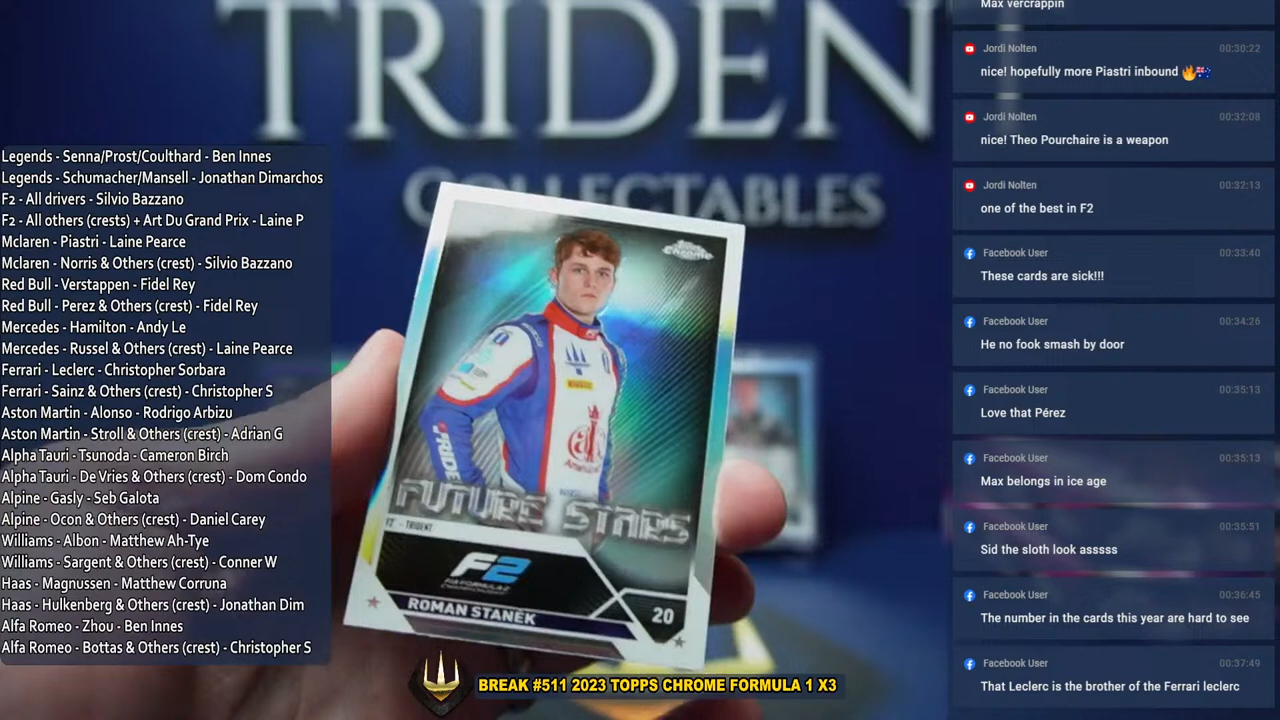 TRIDEN
COLLECTABLES
Legends - Senna/Prost/Coulthard - Ben Innes
Legends - Schumacher/Mansell - Jonathan Dimarchos
F2 - All drivers - Silvio Bazzano
F2 - All others (crests) + Art Du Grand Prix - Laine P
Mclaren - Piastri - Laine Pearce
Mclaren - Norris & Others (crest) - Silvio Bazzano
Red Bull - Verstappen - Fidel Rey
Red Bull - Perez & Others (crest) - Fidel Rey
Mercedes - Hamilton - Andy Le
Mercedes - Russel & Others (crest) - Laine Pearce
Ferrari - Leclerc - Christopher Sorbara
Ferrari - Sainz & Others (crest) - Christopher S
Aston Martin - Alonso - Rodrigo Arbizu
Aston Martin - Stroll & Others (crest) - Adrian G
Alpha Tauri - Tsunoda - Cameron Birch
Alpha Tauri - De Vries & Others (crest) - Dom Condo
Alpine - Gasly - Seb Galota
Alpine - Ocon & Others (crest) - Daniel Carey
Williams - Albon - Matthew Ah-Tye
Williams - Sargent & Others (crest) - Conner W
Haas - Magnussen - Matthew Corruna
Haas - Hulkenberg & Others (crest) - Jonathan Dim
Alfa Romeo - Zhou - Ben Innes
Alfa Romeo - Bottas & Others (crest) - Christopher S
Topps
Chrome
PRIDE
FUTURE STARS
F2 - TRIDENT
F2
FIA FORMULA 2
CHAMPIONSHIP
ROMAN STANĚK
20
BREAK #511 2023 TOPPS CHROME FORMULA 1 X3
Max vercrappin
Jordi Nolten 00:30:22
nice! hopefully more Piastri inbound 🔥🇦🇺
Jordi Nolten 00:32:08
nice! Theo Pourchaire is a weapon
Jordi Nolten 00:32:13
one of the best in F2
Facebook User 00:33:40
These cards are sick!!!
Facebook User 00:34:26
He no fook smash by door
Facebook User 00:35:13
Love that Pérez
Facebook User 00:35:13
Max belongs in ice age
Facebook User 00:35:51
Sid the sloth look asssss
Facebook User 00:36:45
The number in the cards this year are hard to see
Facebook User 00:37:49
That Leclerc is the brother of the Ferrari leclerc